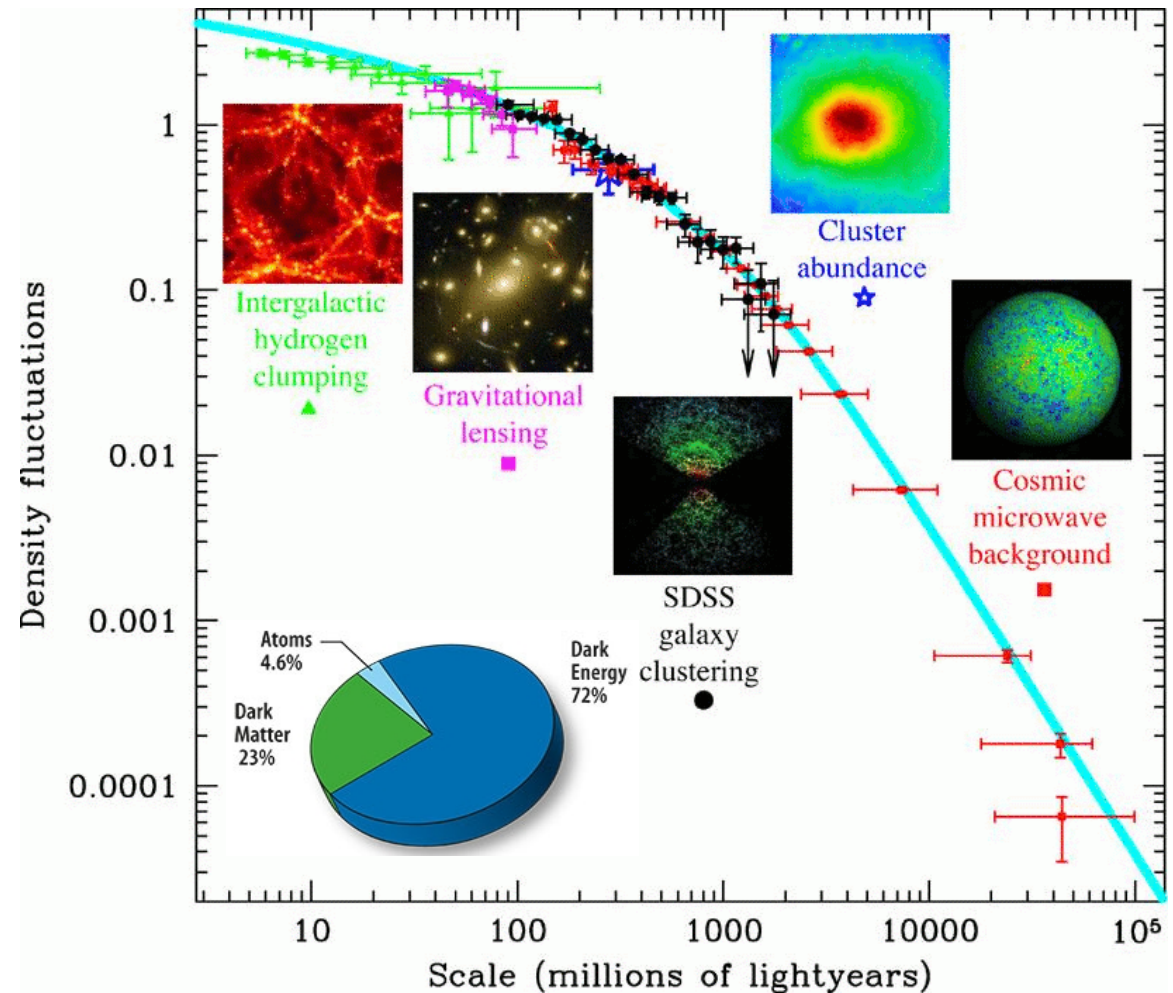 Density fluctuations
1
0.1
0.01
0.001
0.0001
Intergalactic
hydrogen
clumping
Gravitational
lensing
Cluster
abundance
SDSS
galaxy
clustering
Cosmic
microwave
background
Atoms
4.6%
Dark
Energy
72%
Dark
Matter
23%
10
100
1000
10000
10⁵
Scale (millions of lightyears)